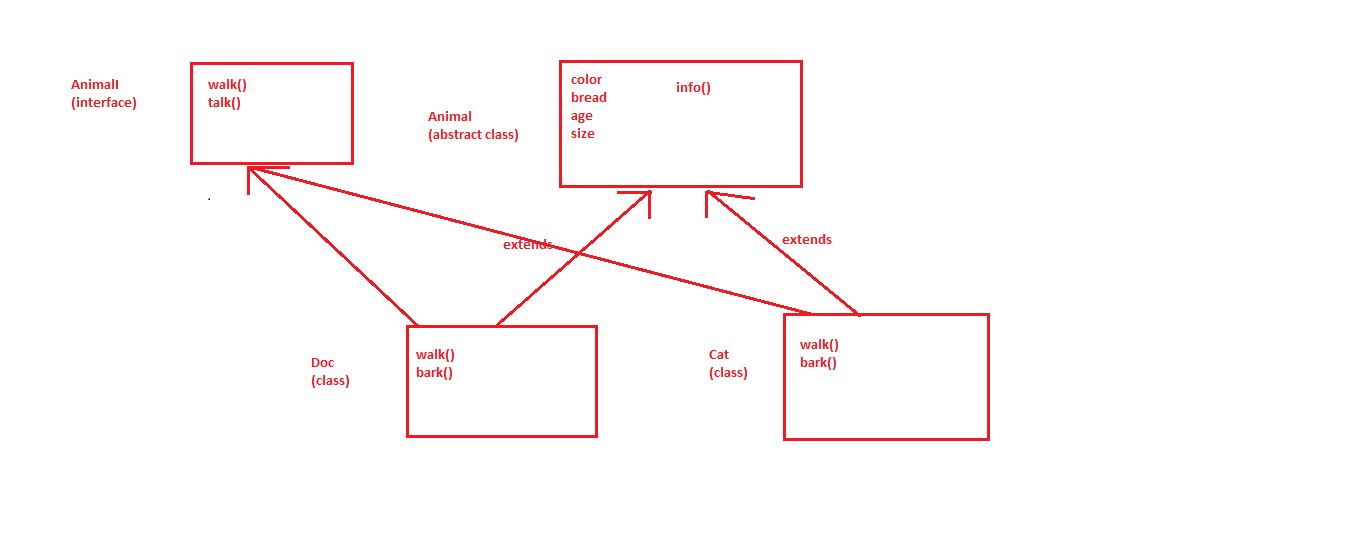 AnimalI
(interface)
walk()
talk()
Animal
(abstract class)
color
bread
age
size
info()
extends
extends
Doc
(class)
walk()
bark()
Cat
(class)
walk()
bark()